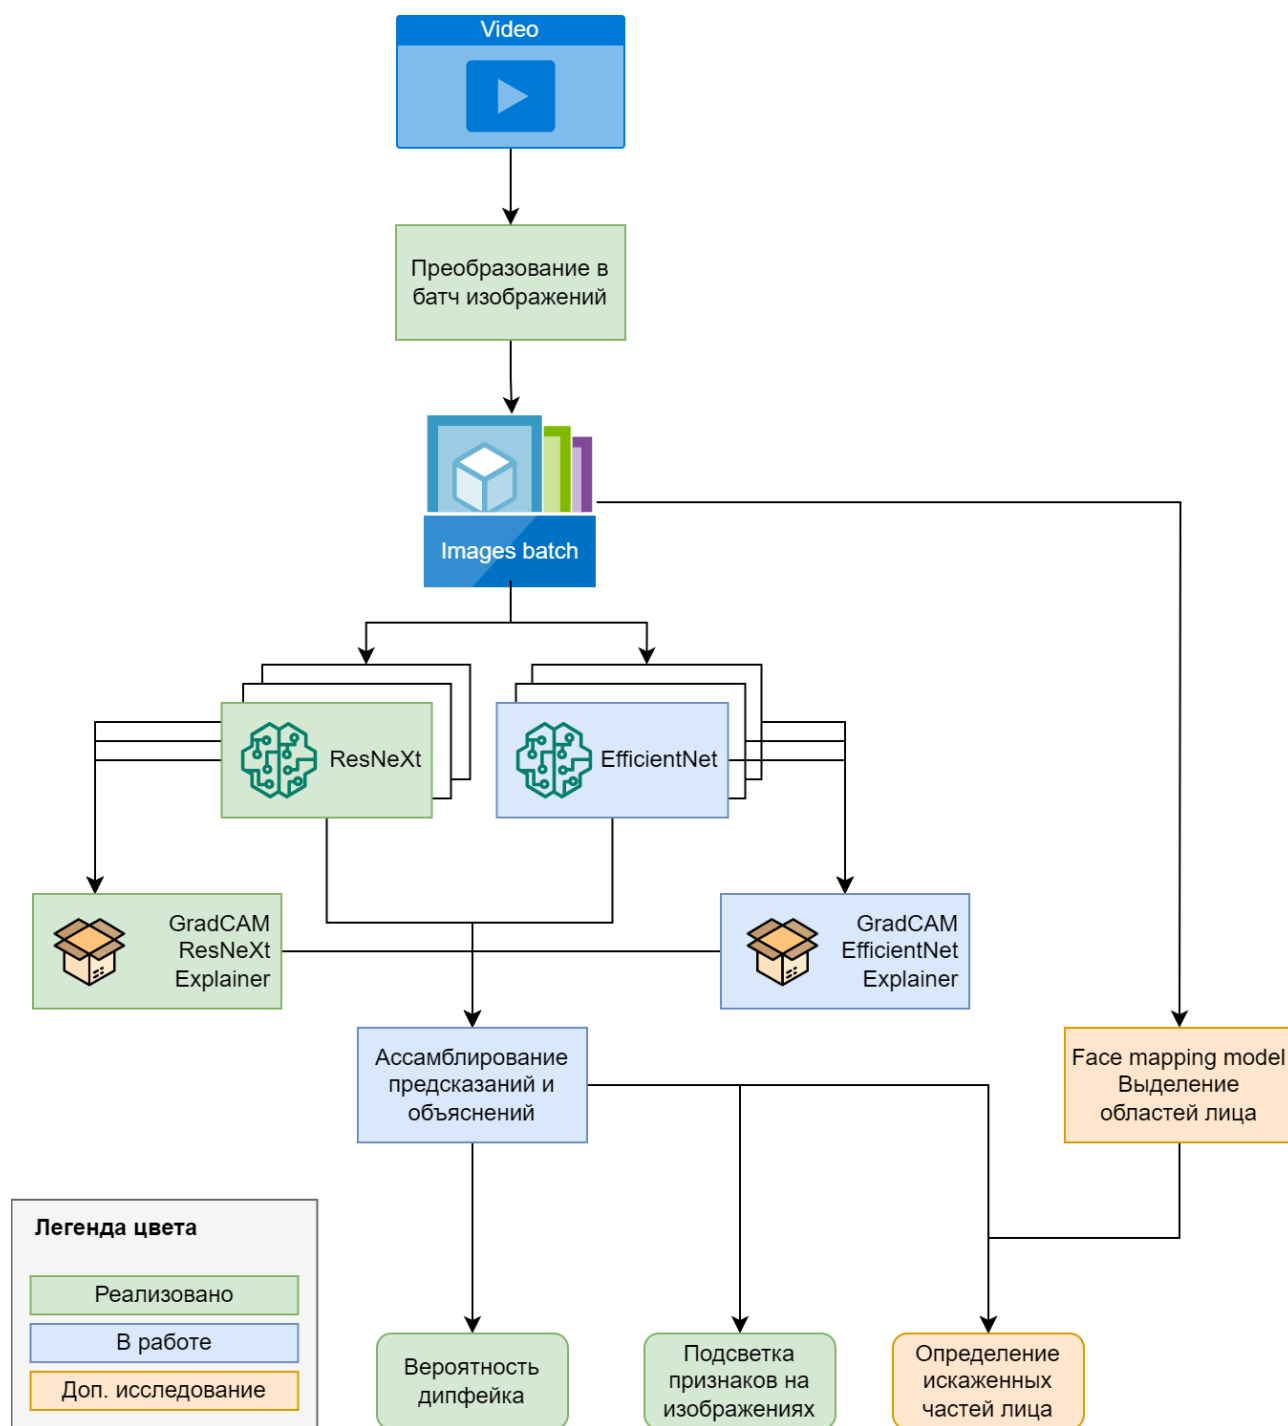 Video
Преобразование в
батч изображений
Images batch
ResNeXt
EfficientNet
GradCAM
ResNeXt
Explainer
GradCAM
EfficientNet
Explainer
Ассамблирование
предсказаний и
объяснений
Face mapping model
Выделение
областей лица
Легенда цвета
Реализовано
В работе
Доп. исследование
Вероятность
дипфейка
Подсветка
признаков на
изображениях
Определение
искаженных
частей лица